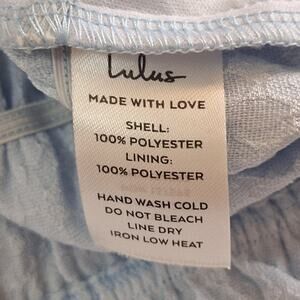 Lulus
MADE WITH LOVE
SHELL:
100% POLYESTER
LINING:
100% POLYESTER
HAND WASH COLD
DO NOT BLEACH
LINE DRY
IRON LOW HEAT